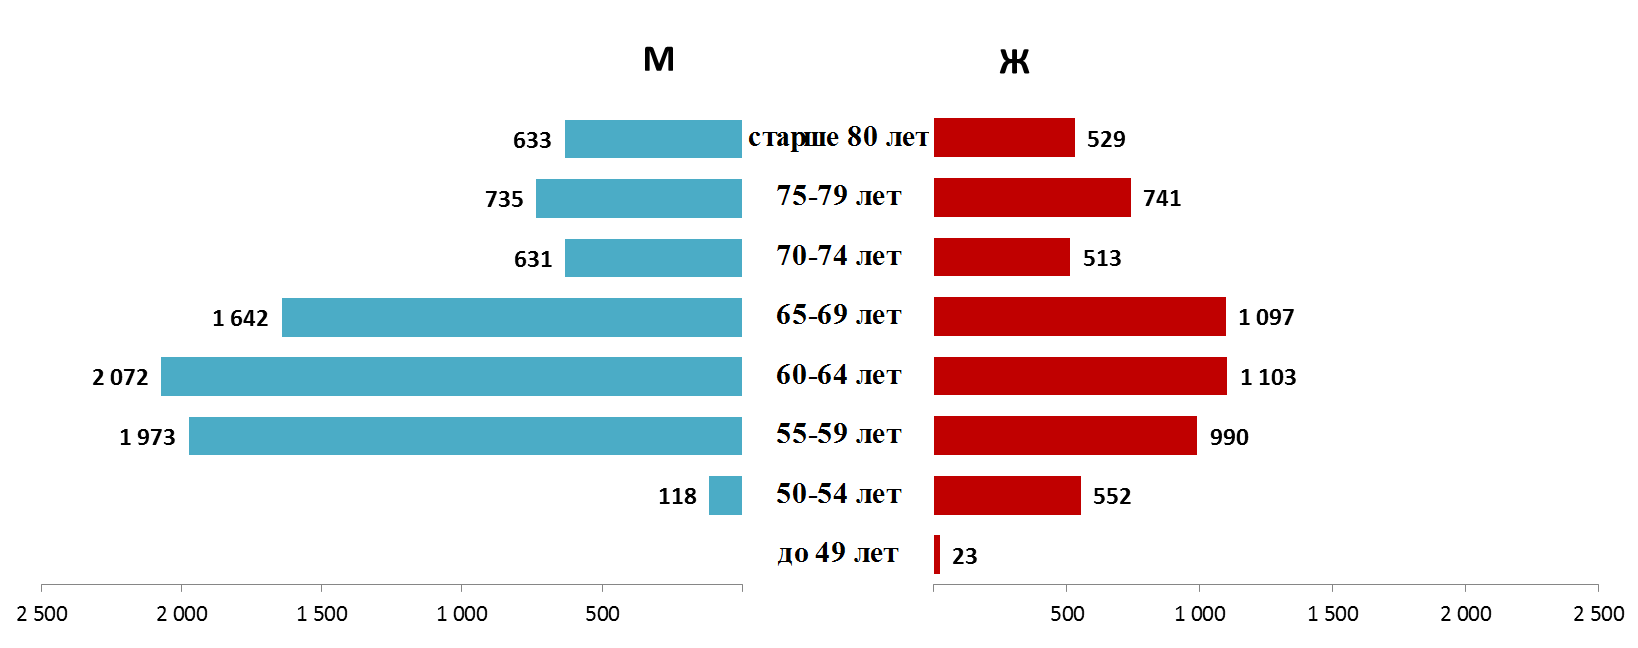 М Ж
633 старше 80 лет 529
735 75-79 лет 741
631 70-74 лет 513
1 642 65-69 лет 1 097
2 072 60-64 лет 1 103
1 973 55-59 лет 990
118 50-54 лет 552
до 49 лет 23
2 500 2 000 1 500 1 000 500 500 1 000 1 500 2 000 2 500